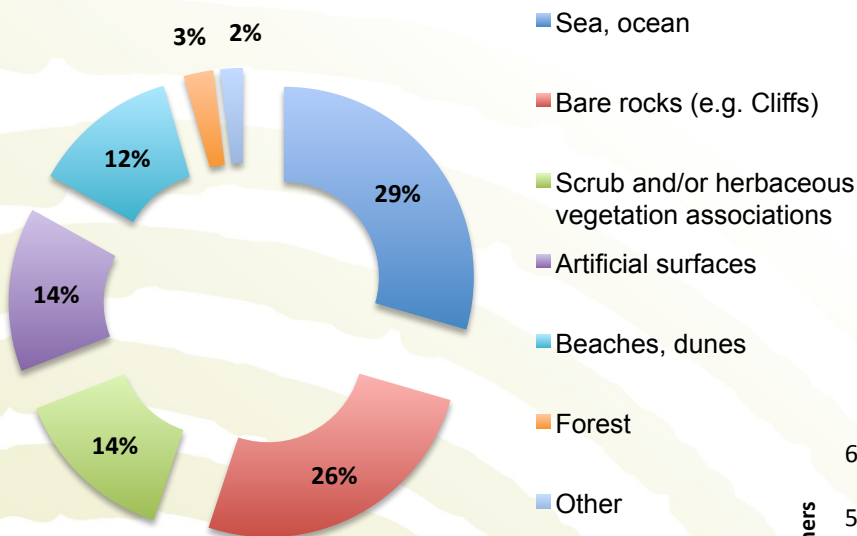 3%
2%
Sea, ocean
29%
Bare rocks (e.g. Cliffs)
12%
Scrub and/or herbaceous
vegetation associations
Artificial surfaces
14%
Beaches, dunes
Forest
14%
26%
Other
6
5